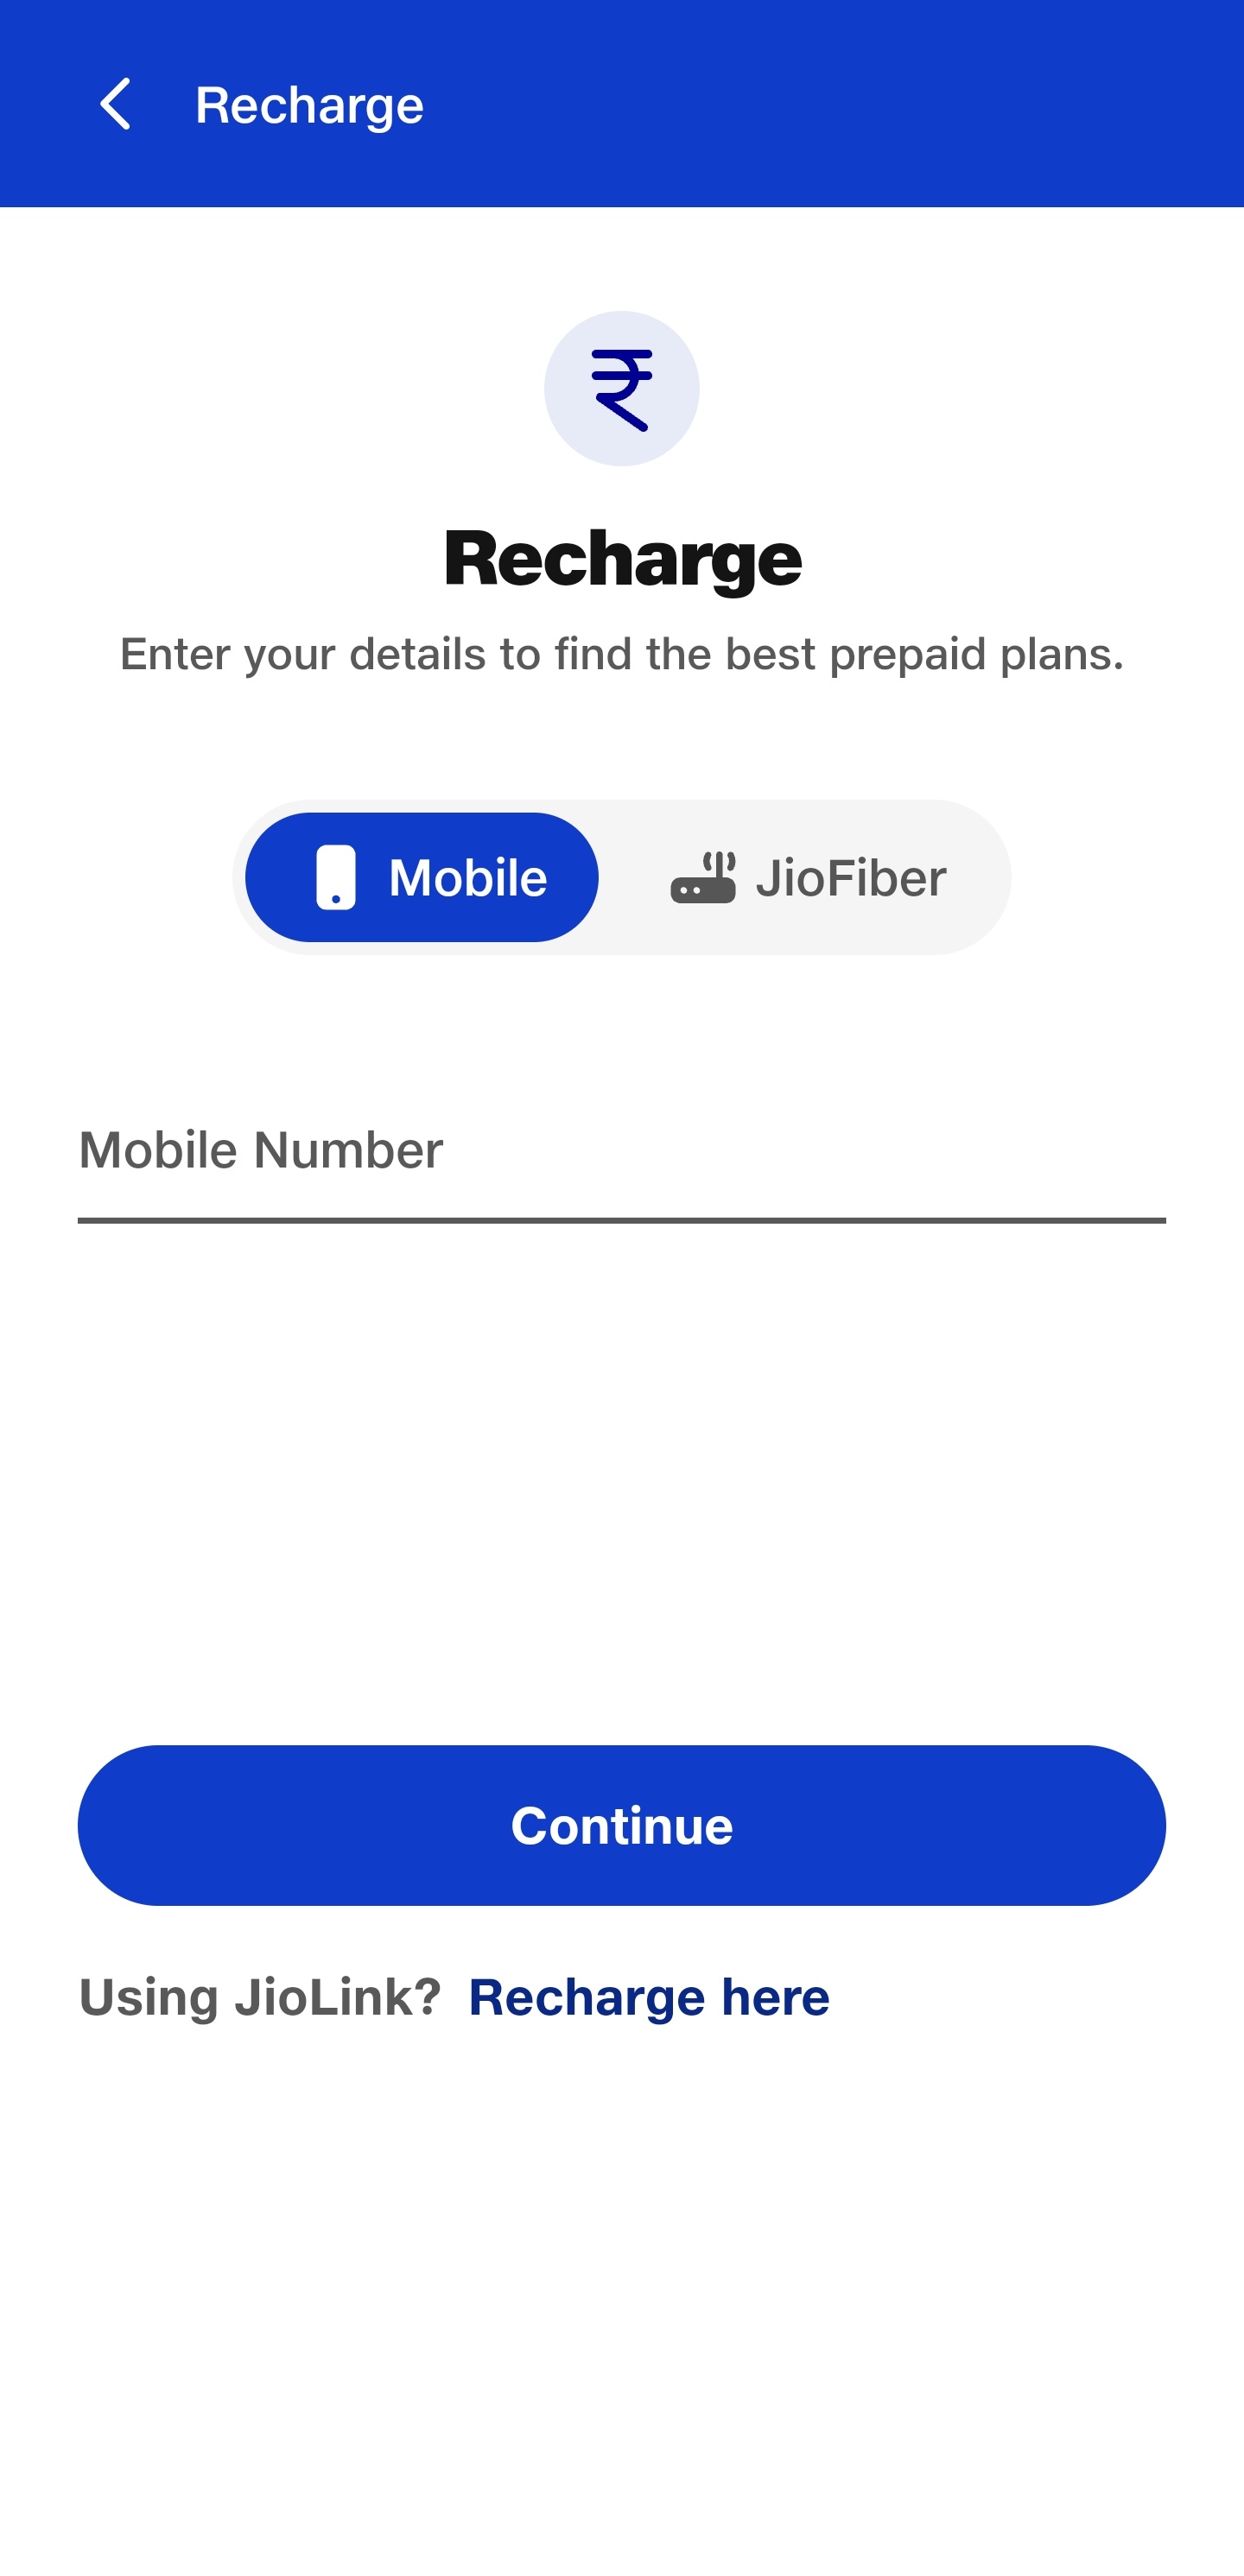 Recharge
₹
Recharge
Enter your details to find the best prepaid plans.
Mobile JioFiber
Mobile Number
Continue
Using JioLink? Recharge here